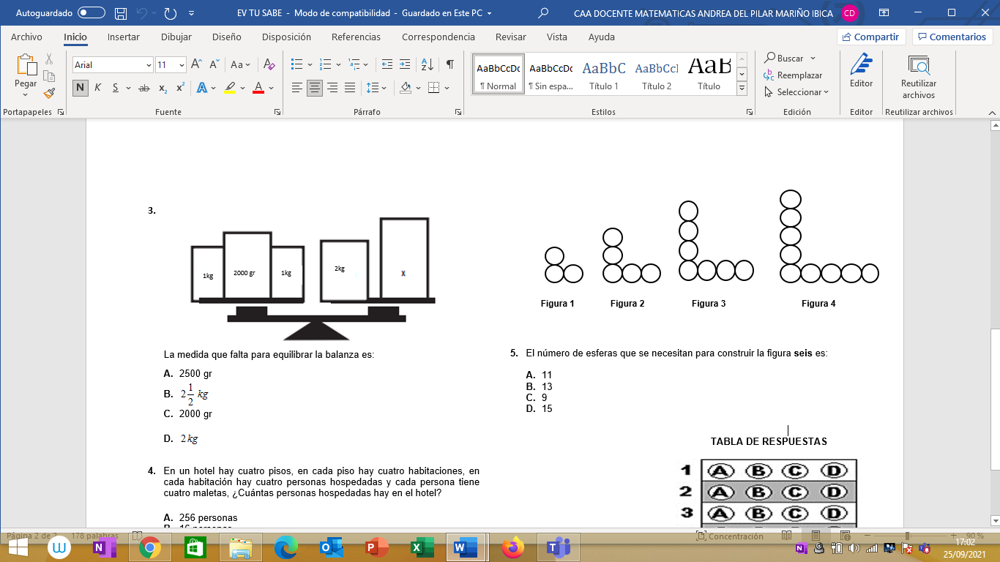 Autoguardado
EV TU SABE - Modo de compatibilidad - Guardado en Este PC
CAA DOCENTE MATEMATICAS ANDREA DEL PILAR MARIÑO IBICA
CD
Archivo Inicio Insertar Dibujar Diseño Disposición Referencias Correspondencia Revisar Vista Ayuda
Compartir Comentarios
Pegar
Arial 11
N K S ab x₂ x² A A
Aa
AaBbCcDc AaBbCcDc AaBbC AaBbCcI AaB
¶ Normal ¶ Sin espa... Título 1 Título 2 Título
Buscar
Reemplazar
Seleccionar
Editor
Reutilizar archivos
Portapapeles Fuente Párrafo Estilos Edición Editor Reutilizar archivos
3.
1kg 2000 gr 1kg 2kg x
La medida que falta para equilibrar la balanza es:
A. 2500 gr
B. 2 1/2 kg
C. 2000 gr
D. 2 kg
4. En un hotel hay cuatro pisos, en cada piso hay cuatro habitaciones, en
cada habitación hay cuatro personas hospedadas y cada persona tiene
cuatro maletas, ¿Cuántas personas hospedadas hay en el hotel?
A. 256 personas
Figura 1 Figura 2 Figura 3 Figura 4
5. El número de esferas que se necesitan para construir la figura seis es:
A. 11
B. 13
C. 9
D. 15
TABLA DE RESPUESTAS
1 A B C D
2 A B C D
3 A B C D
Página 2 de 2 178 palabras
Concentración
90 %
17:02
25/09/2021